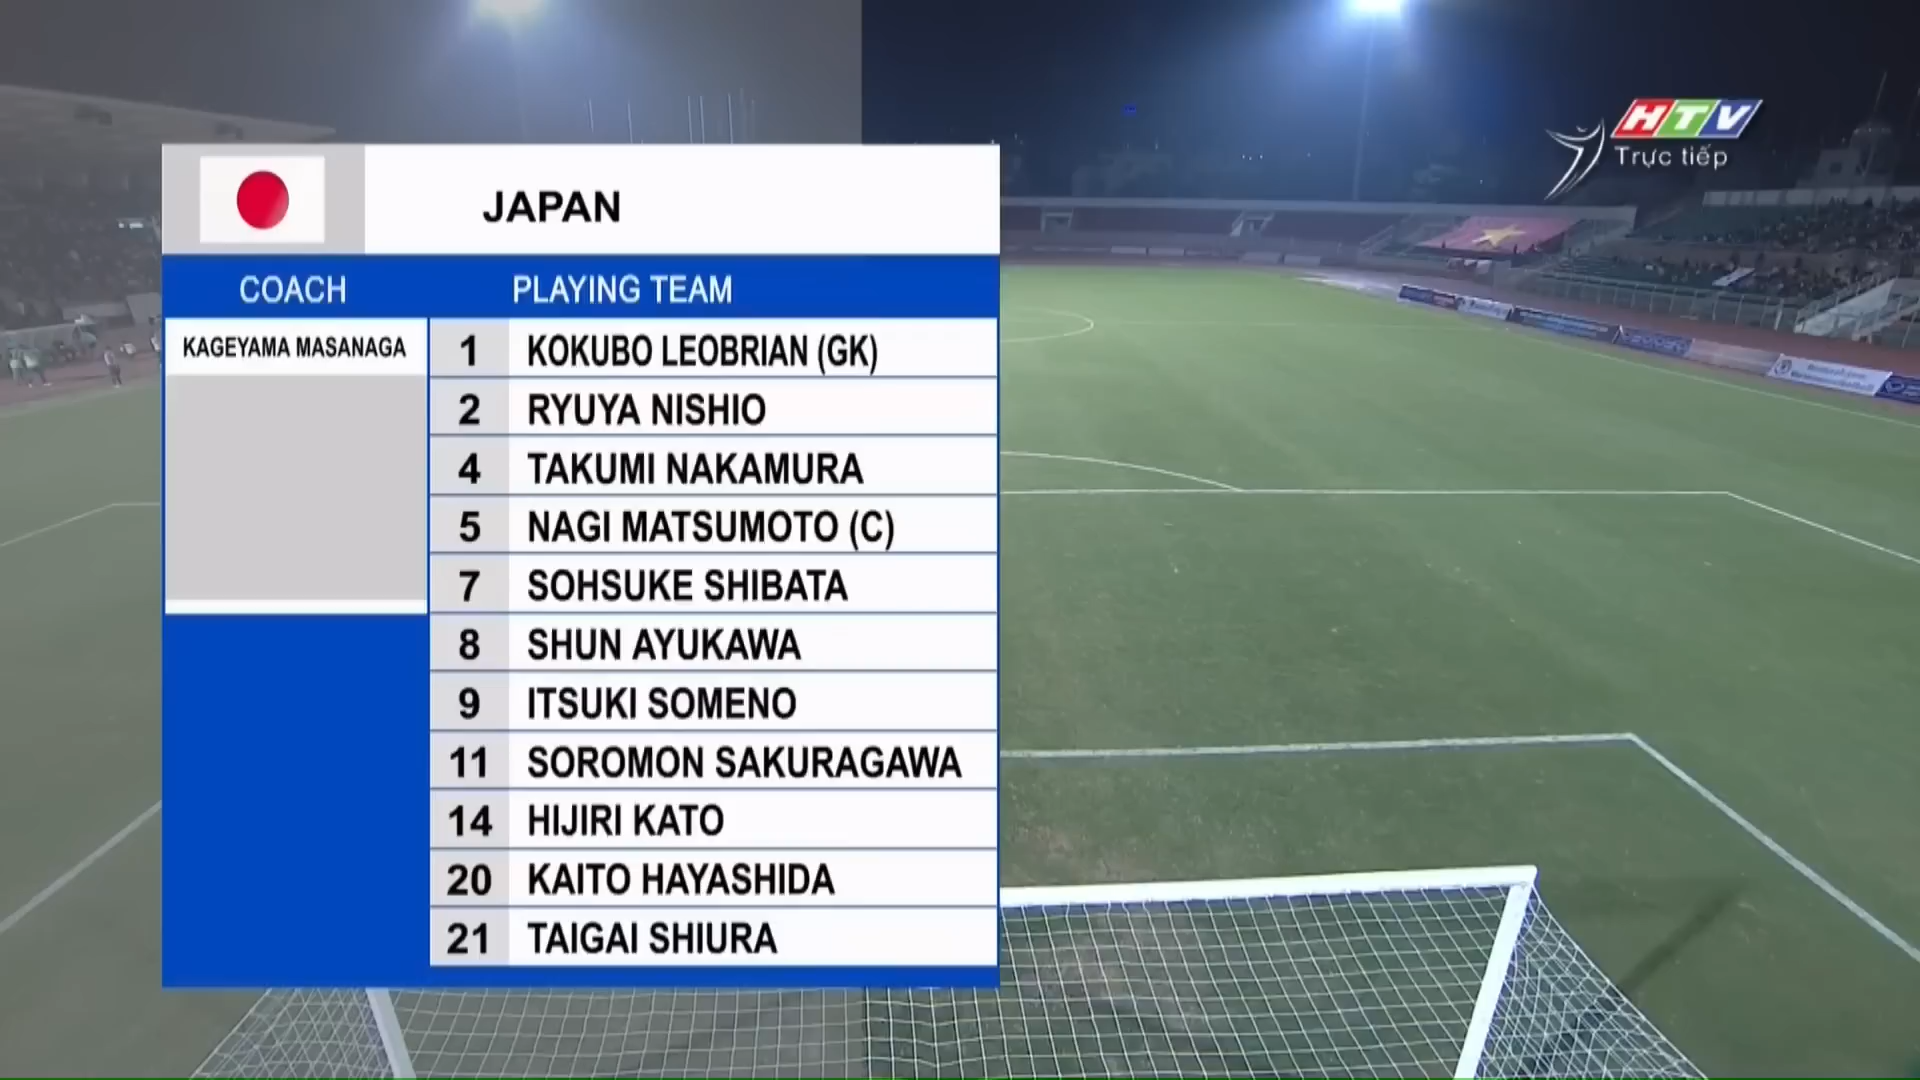 HTV
Trực tiếp
JAPAN
COACH
PLAYING TEAM
KAGEYAMA MASANAGA
1 KOKUBO LEOBRIAN (GK)
2 RYUYA NISHIO
4 TAKUMI NAKAMURA
5 NAGI MATSUMOTO (C)
7 SOHSUKE SHIBATA
8 SHUN AYUKAWA
9 ITSUKI SOMENO
11 SOROMON SAKURAGAWA
14 HIJIRI KATO
20 KAITO HAYASHIDA
21 TAIGAI SHIURA